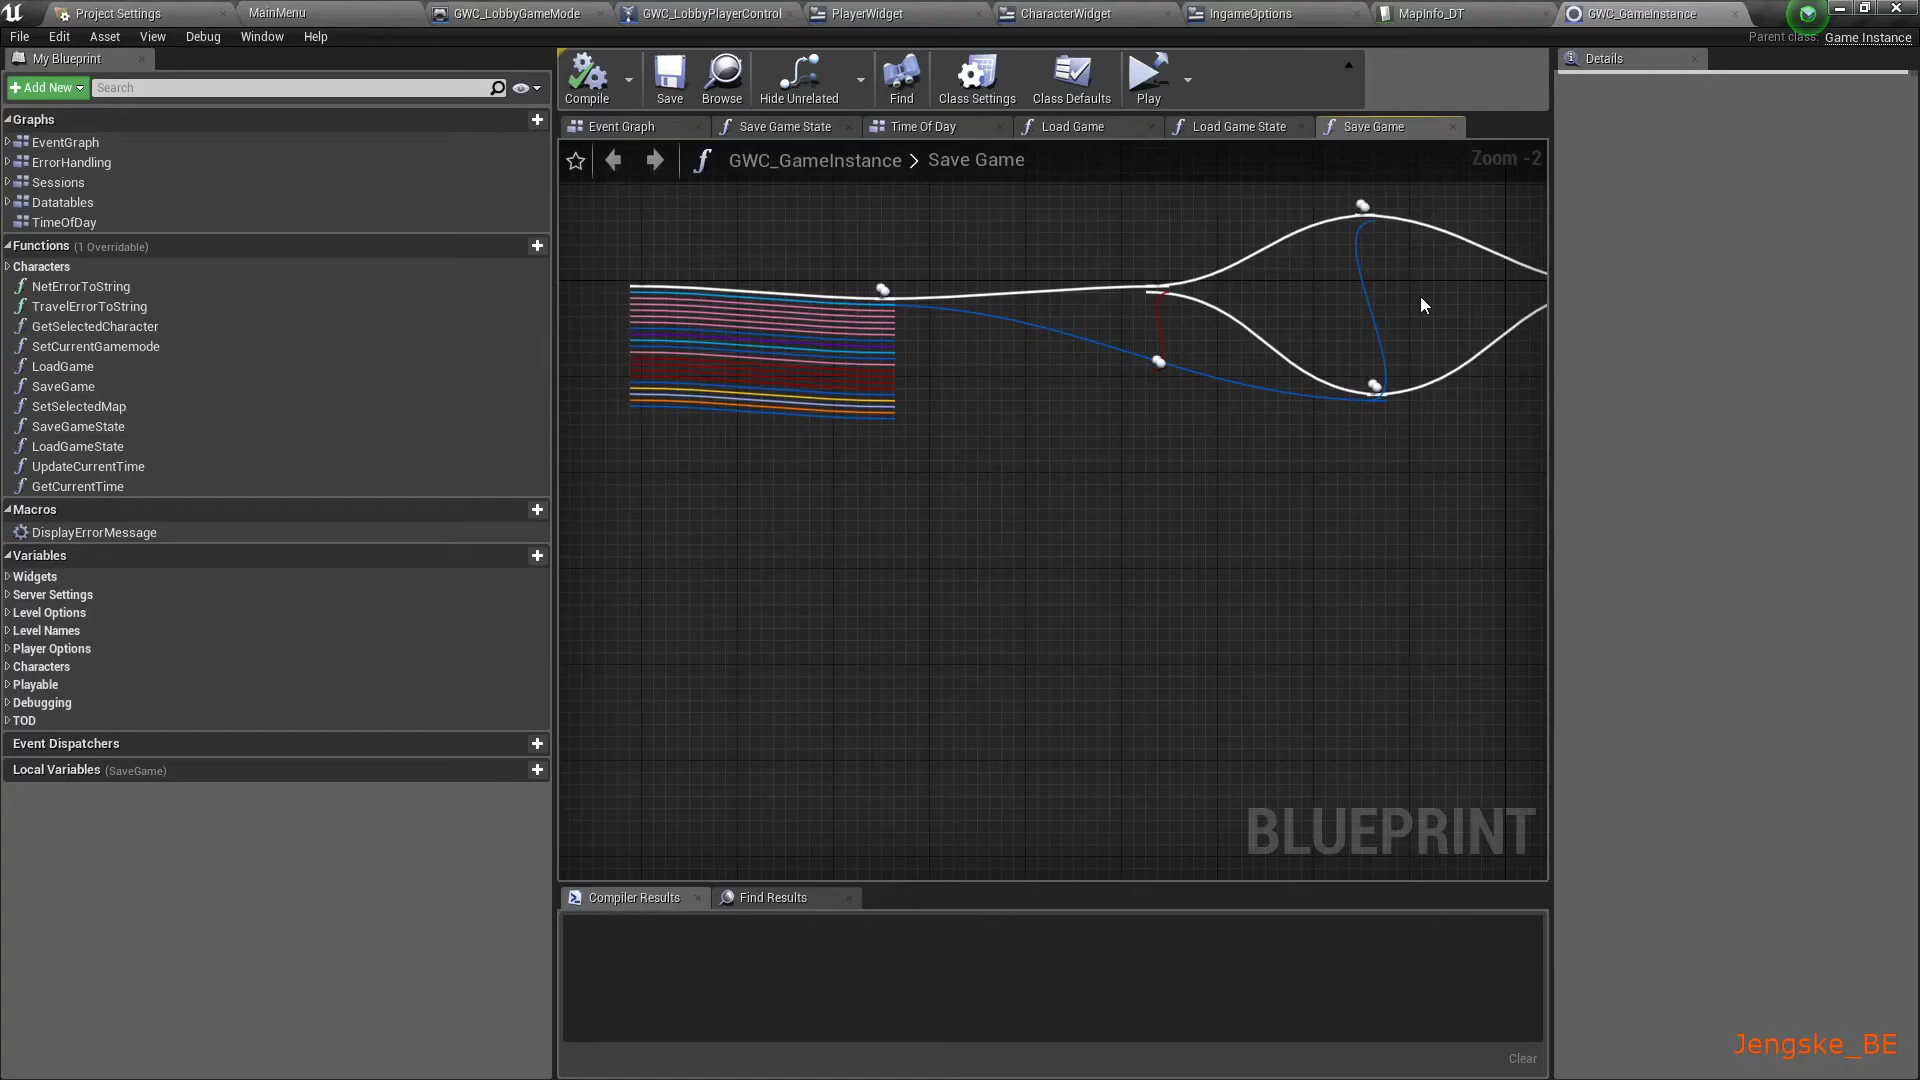 Project Settings
MainMenu
GWC_LobbyGameMode
GWC_LobbyPlayerControl
PlayerWidget
CharacterWidget
IngameOptions
MapInfo_DT
GWC_GameInstance
File Edit Asset View Debug Window Help
Parent class: Game Instance
My Blueprint
Add New
Search
Compile
Save
Browse
Hide Unrelated
Find
Class Settings
Class Defaults
Play
Details
Graphs
EventGraph
ErrorHandling
Sessions
Datatables
TimeOfDay
Functions (1 Overridable)
Characters
NetErrorToString
TravelErrorToString
GetSelectedCharacter
SetCurrentGamemode
LoadGame
SaveGame
SetSelectedMap
SaveGameState
LoadGameState
UpdateCurrentTime
GetCurrentTime
Macros
DisplayErrorMessage
Variables
Widgets
Server Settings
Level Options
Level Names
Player Options
Characters
Playable
Debugging
TOD
Event Dispatchers
Local Variables (SaveGame)
Event Graph
Save Game State
Time Of Day
Load Game
Load Game State
Save Game
GWC_GameInstance > Save Game
Zoom -2
BLUEPRINT
Compiler Results
Find Results
Clear
Jengske_BE